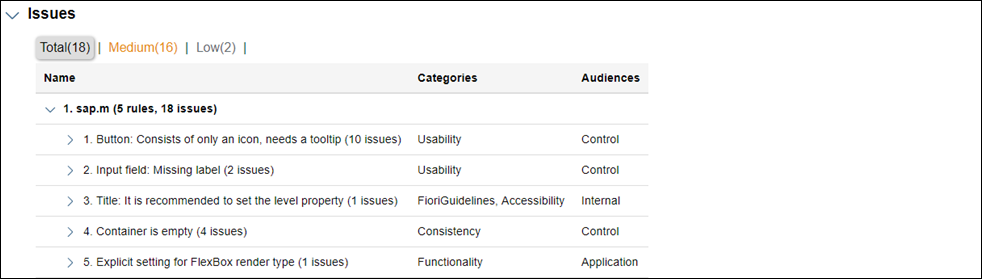 Issues
Total(18) | Medium(16) | Low(2) |
Name Categories Audiences
1. sap.m (5 rules, 18 issues)
1. Button: Consists of only an icon, needs a tooltip (10 issues) Usability Control
2. Input field: Missing label (2 issues) Usability Control
3. Title: It is recommended to set the level property (1 issues) FioriGuidelines, Accessibility Internal
4. Container is empty (4 issues) Consistency Control
5. Explicit setting for FlexBox render type (1 issues) Functionality Application